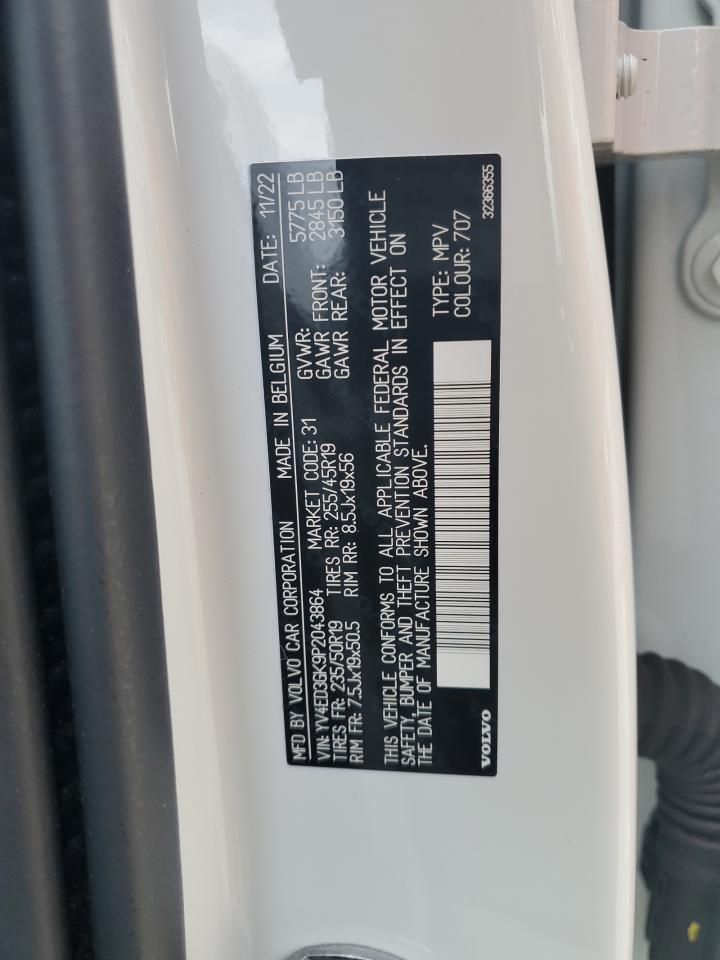 MFD BY VOLVO CAR CORPORATION MADE IN BELGIUM DATE: 11/22
VIN: YV4ED3GK9P2043864 MARKET CODE: 31 GVWR: 5775 LB
TIRES FR: 235/50R19 TIRES RR: 255/45R19 GAWR FRONT: 2845 LB
RIM FR: 7.5Jx19x50.5 RIM RR: 8.5Jx19x56 GAWR REAR: 3150 LB
THIS VEHICLE CONFORMS TO ALL APPLICABLE FEDERAL MOTOR VEHICLE
SAFETY, BUMPER AND THEFT PREVENTION STANDARDS IN EFFECT ON
THE DATE OF MANUFACTURE SHOWN ABOVE.
TYPE: MPV
COLOUR: 707
VOLVO 32366355